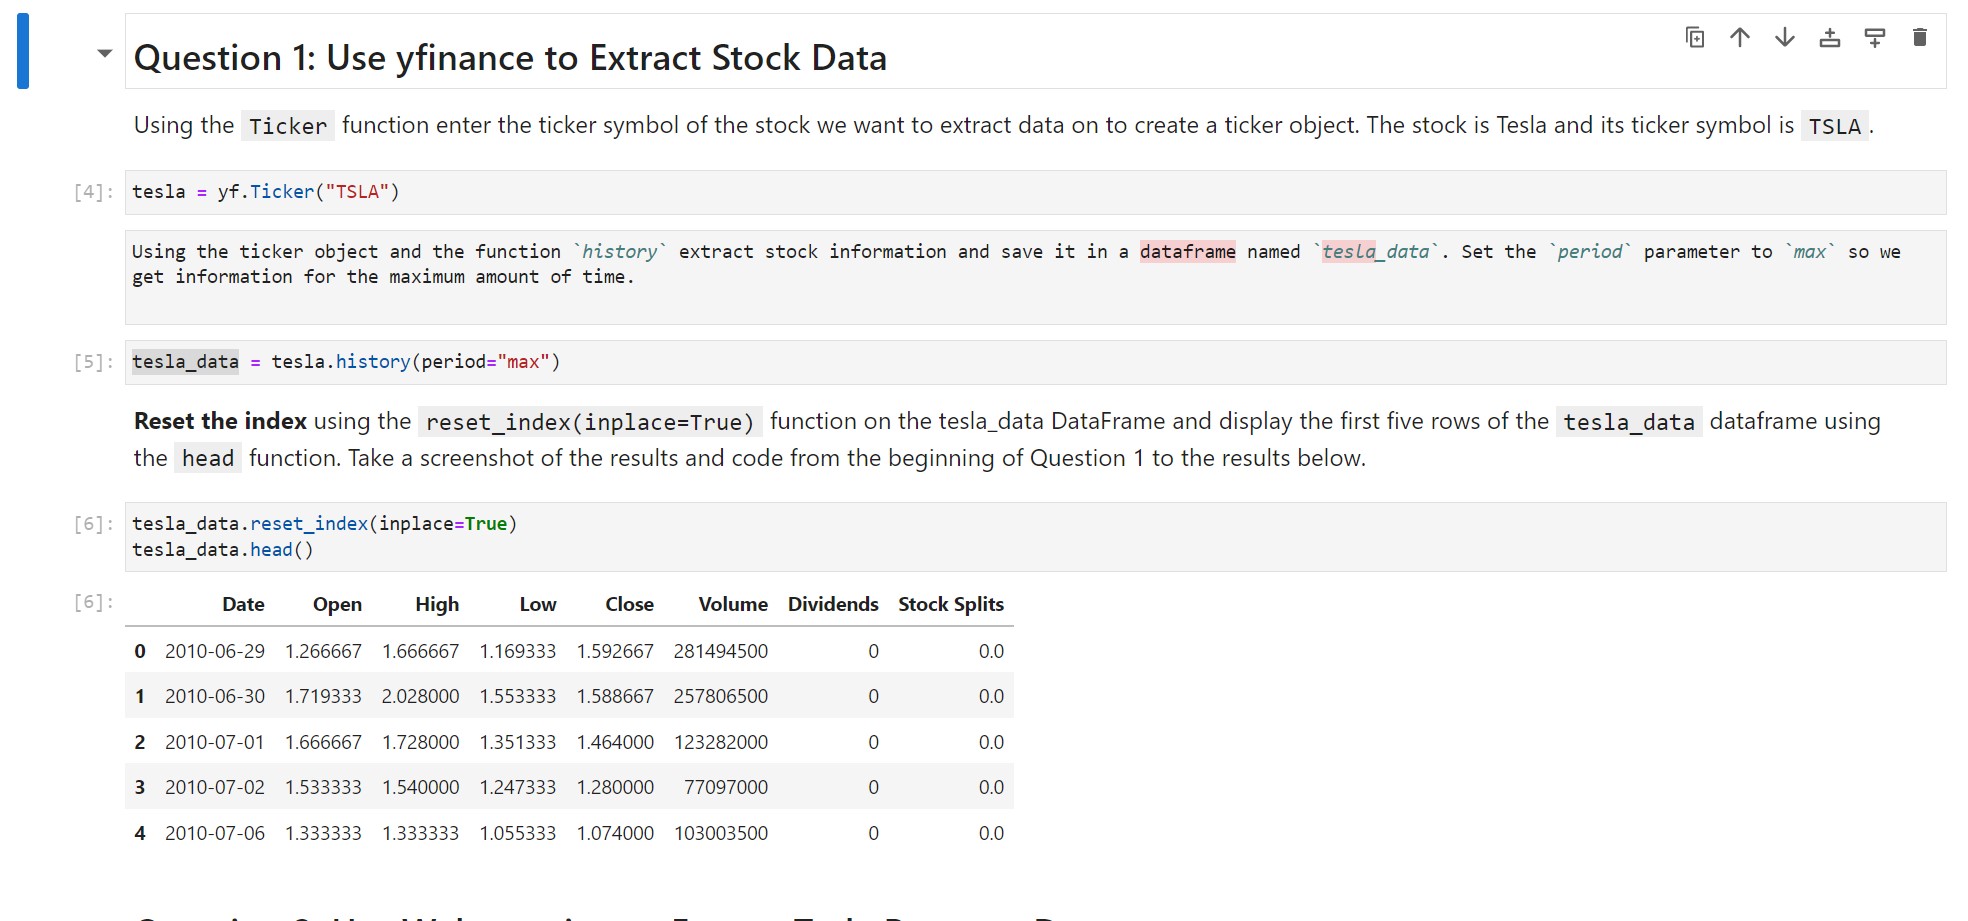 Question 1: Use yfinance to Extract Stock Data
Using the Ticker function enter the ticker symbol of the stock we want to extract data on to create a ticker object. The stock is Tesla and its ticker symbol is TSLA.
[4]: tesla = yf.Ticker("TSLA")
Using the ticker object and the function `history` extract stock information and save it in a dataframe named `tesla_data`. Set the `period` parameter to `max` so we
get information for the maximum amount of time.
[5]: tesla_data = tesla.history(period="max")
Reset the index using the reset_index(inplace=True) function on the tesla_data DataFrame and display the first five rows of the tesla_data dataframe using
the head function. Take a screenshot of the results and code from the beginning of Question 1 to the results below.
[6]: tesla_data.reset_index(inplace=True)
tesla_data.head()
[6]: Date Open High Low Close Volume Dividends Stock Splits
0 2010-06-29 1.266667 1.666667 1.169333 1.592667 281494500 0 0.0
1 2010-06-30 1.719333 2.028000 1.553333 1.588667 257806500 0 0.0
2 2010-07-01 1.666667 1.728000 1.351333 1.464000 123282000 0 0.0
3 2010-07-02 1.533333 1.540000 1.247333 1.280000 77097000 0 0.0
4 2010-07-06 1.333333 1.333333 1.055333 1.074000 103003500 0 0.0